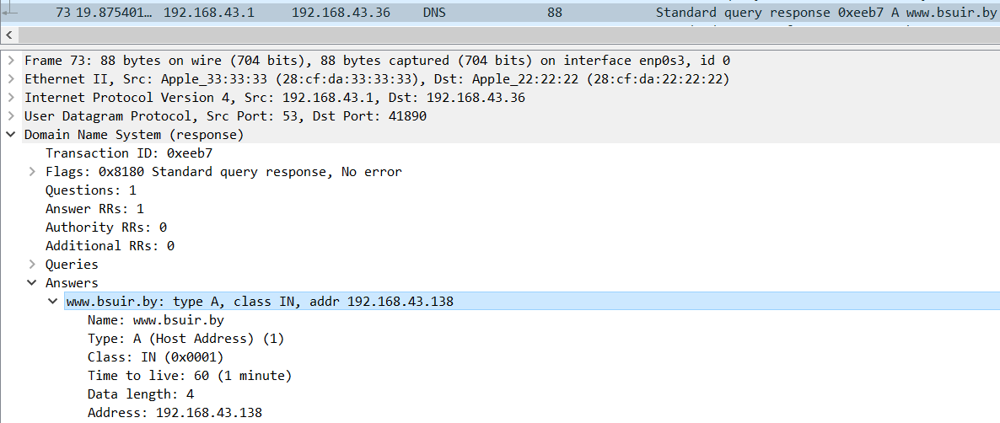 73 19.875401… 192.168.43.1 192.168.43.36 DNS 88 Standard query response 0xeeb7 A www.bsuir.by
Frame 73: 88 bytes on wire (704 bits), 88 bytes captured (704 bits) on interface enp0s3, id 0
Ethernet II, Src: Apple_33:33:33 (28:cf:da:33:33:33), Dst: Apple_22:22:22 (28:cf:da:22:22:22)
Internet Protocol Version 4, Src: 192.168.43.1, Dst: 192.168.43.36
User Datagram Protocol, Src Port: 53, Dst Port: 41890
Domain Name System (response)
Transaction ID: 0xeeb7
Flags: 0x8180 Standard query response, No error
Questions: 1
Answer RRs: 1
Authority RRs: 0
Additional RRs: 0
Queries
Answers
www.bsuir.by: type A, class IN, addr 192.168.43.138
Name: www.bsuir.by
Type: A (Host Address) (1)
Class: IN (0x0001)
Time to live: 60 (1 minute)
Data length: 4
Address: 192.168.43.138